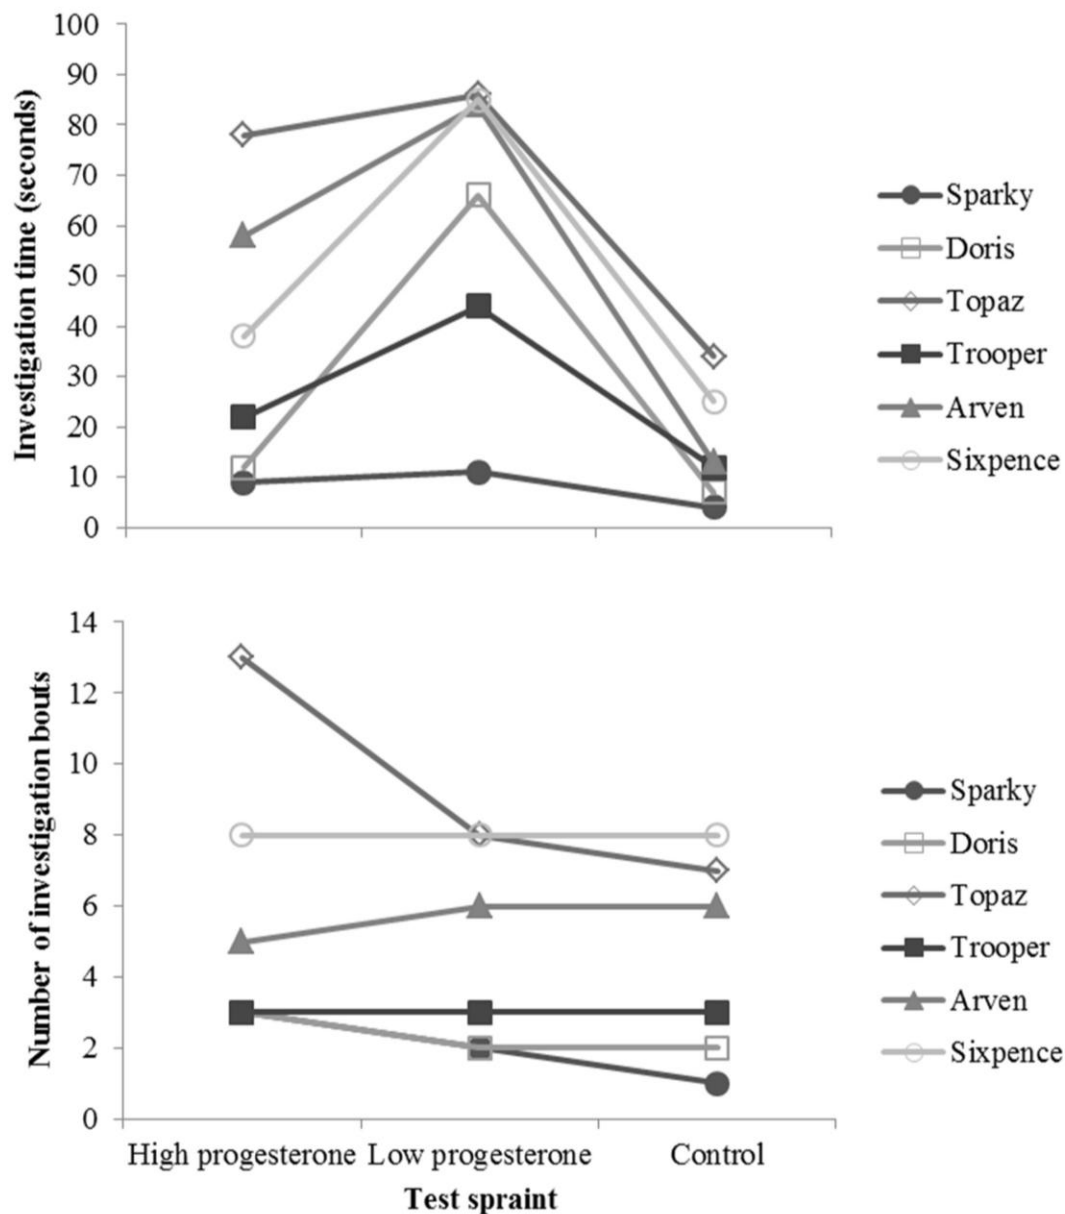 Investigation time (seconds)
100
90
80
70
60
50
40
30
20
10
0
Sparky
Doris
Topaz
Trooper
Arven
Sixpence
Number of investigation bouts
14
12
10
8
6
4
2
0
Sparky
Doris
Topaz
Trooper
Arven
Sixpence
High progesterone Low progesterone Control
Test spraint